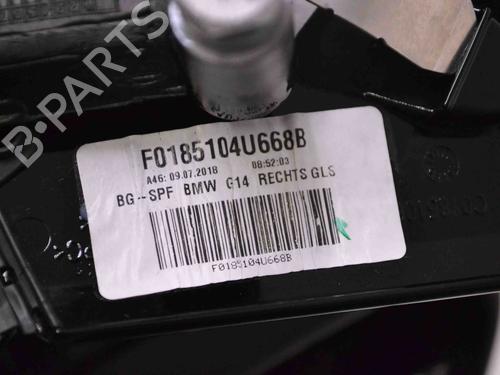 B·PARTS
F0185104U668B
A46: 09.07.2018 08:52:03
BG-SPF BMW G14 RECHTS GLS
F0185104U668B